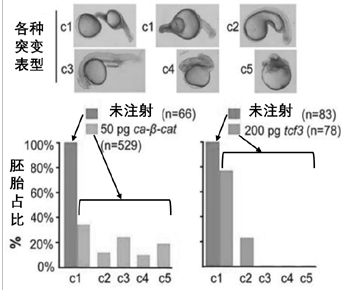 各种
突变
表型
c1 c1 c2
c3 c4 c5
未注射 (n=66)
50 pg ca-β-cat
(n=529)
未注射 (n=83)
200 pg tcf3 (n=78)
胚胎占比%
100%
80%
60%
40%
20%
0%
c1 c2 c3 c4 c5
c1 c2 c3 c4 c5